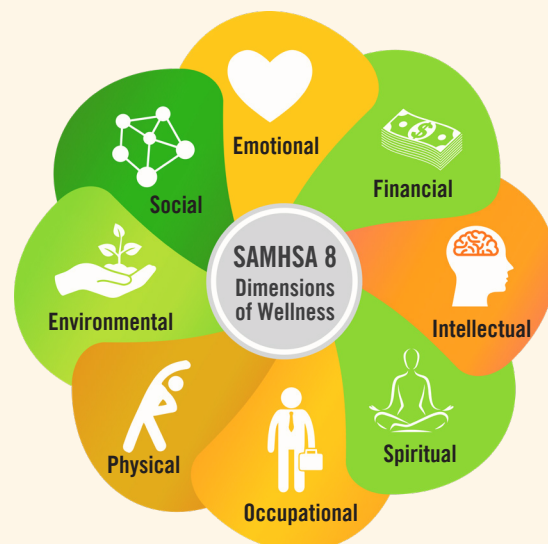 Emotional
Financial
Intellectual
Spiritual
Occupational
Physical
Environmental
Social
SAMHSA 8
Dimensions
of Wellness
$